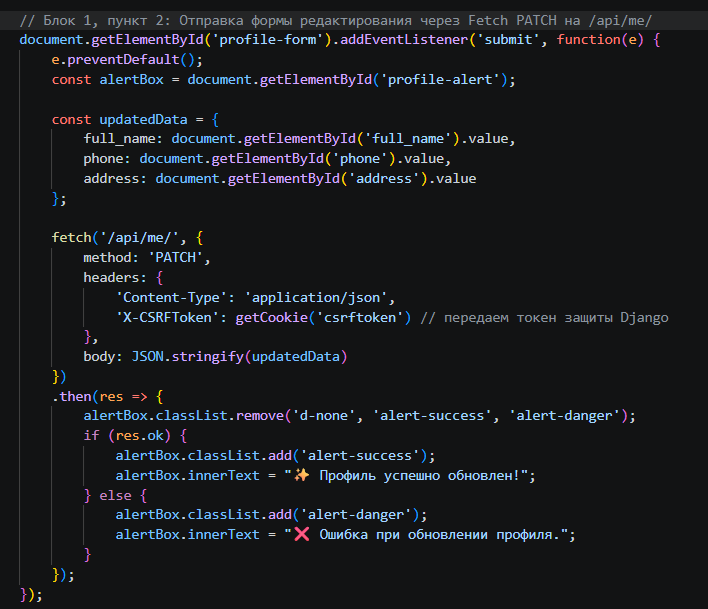 // Блок 1, пункт 2: Отправка формы редактирования через Fetch PATCH на /api/me/
document.getElementById('profile-form').addEventListener('submit', function(e) {
    e.preventDefault();
    const alertBox = document.getElementById('profile-alert');

    const updatedData = {
        full_name: document.getElementById('full_name').value,
        phone: document.getElementById('phone').value,
        address: document.getElementById('address').value
    };

    fetch('/api/me/', {
        method: 'PATCH',
        headers: {
            'Content-Type': 'application/json',
            'X-CSRFToken': getCookie('csrftoken') // передаем токен защиты Django
        },
        body: JSON.stringify(updatedData)
    })
    .then(res => {
        alertBox.classList.remove('d-none', 'alert-success', 'alert-danger');
        if (res.ok) {
            alertBox.classList.add('alert-success');
            alertBox.innerText = "✨ Профиль успешно обновлен!";
        } else {
            alertBox.classList.add('alert-danger');
            alertBox.innerText = "❌ Ошибка при обновлении профиля.";
        }
    });
});